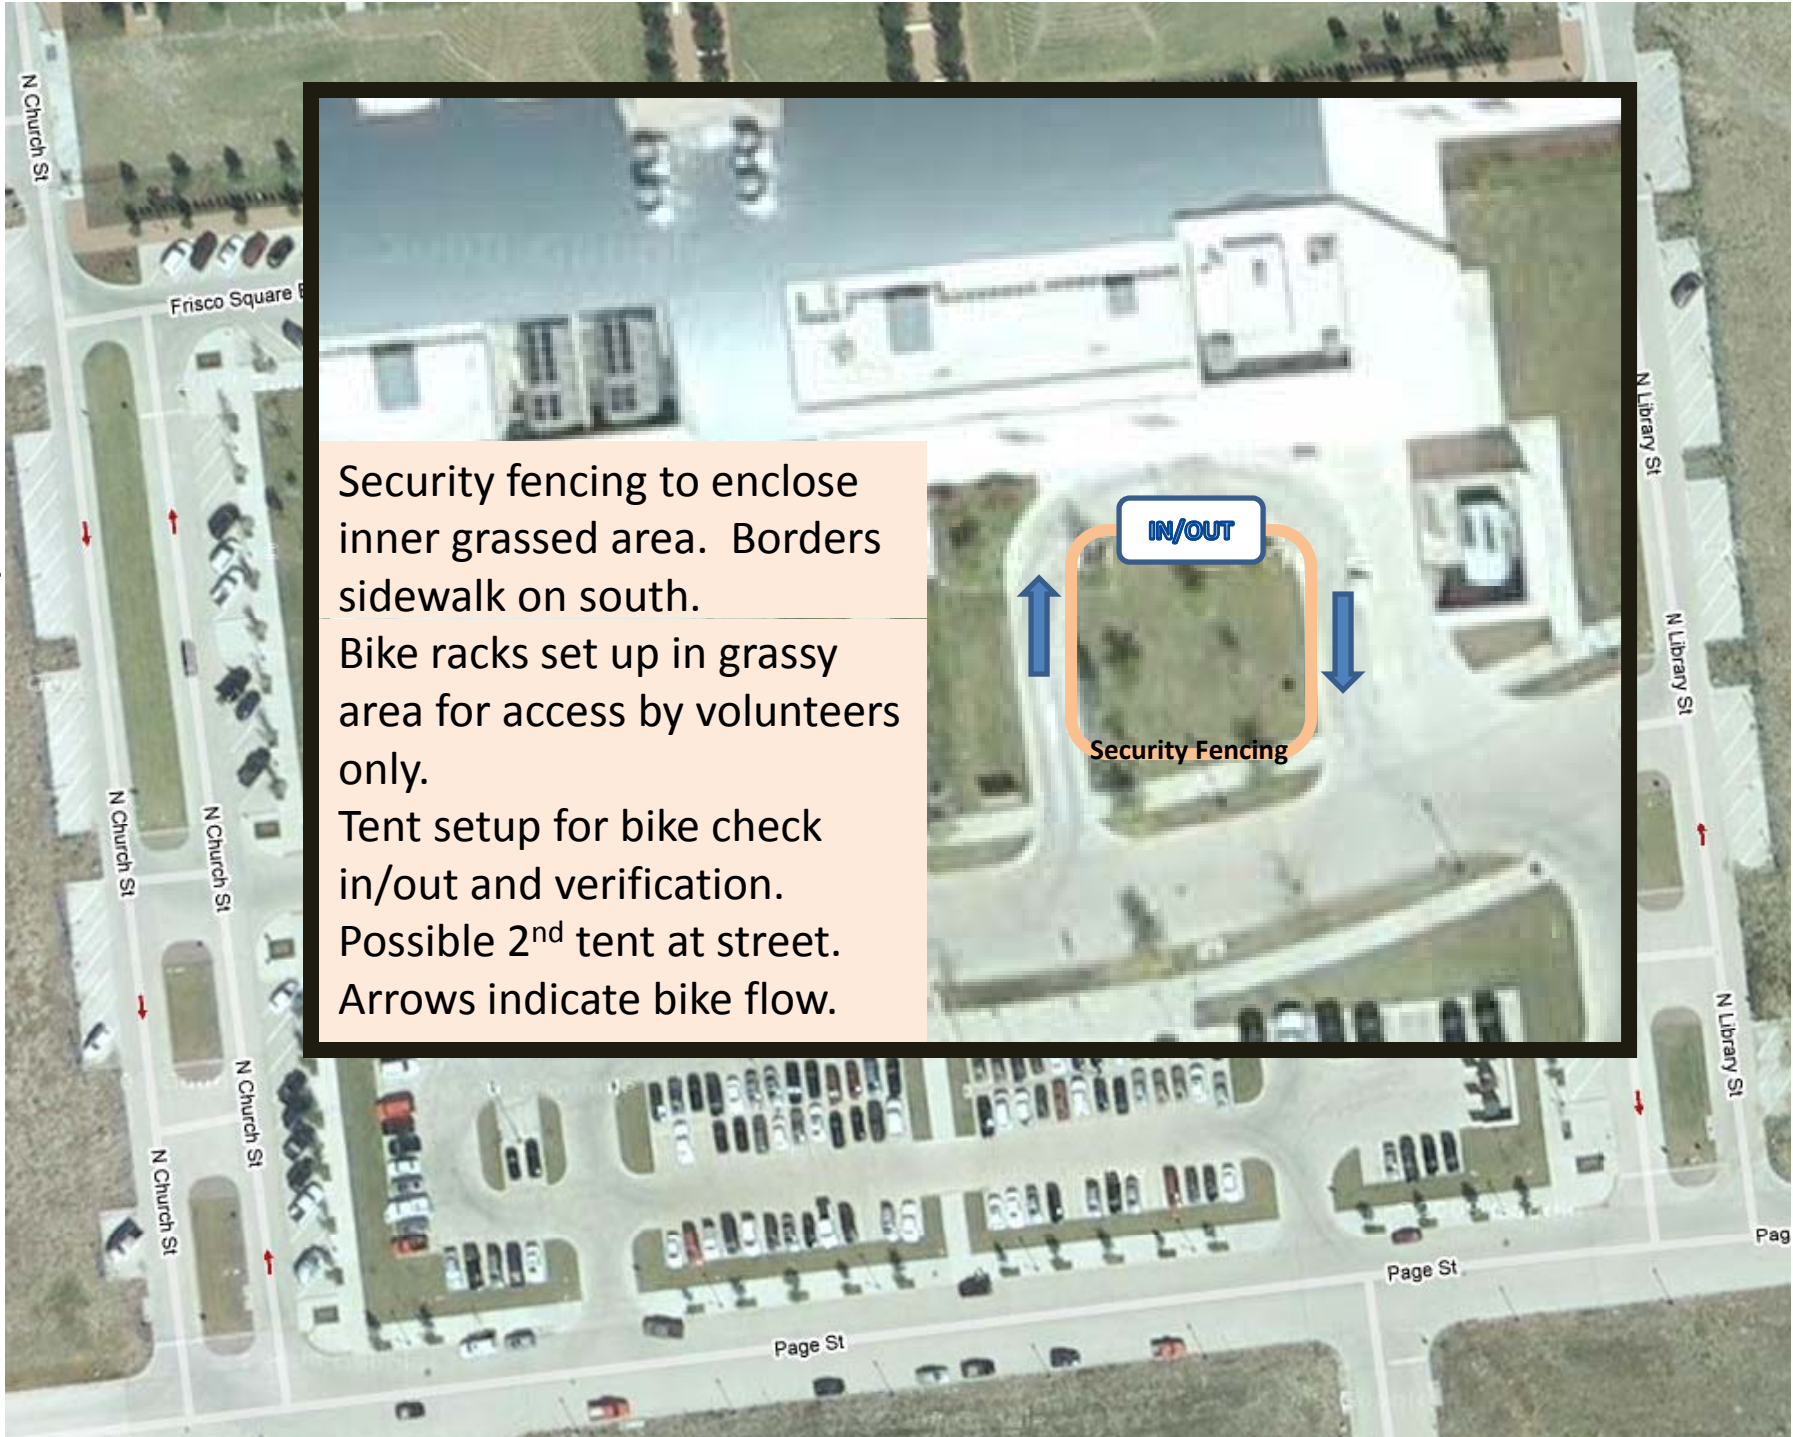 N Church St
Frisco Square
Security fencing to enclose
inner grassed area.  Borders
sidewalk on south.
Bike racks set up in grassy
area for access by volunteers
only.
Tent setup for bike check
in/out and verification.
Possible 2nd tent at street.
Arrows indicate bike flow.
IN/OUT
Security Fencing
N Library St
N Library St
N Church St
N Church St
N Library St
N Church St
N Church St
Page St
Page St
Pag